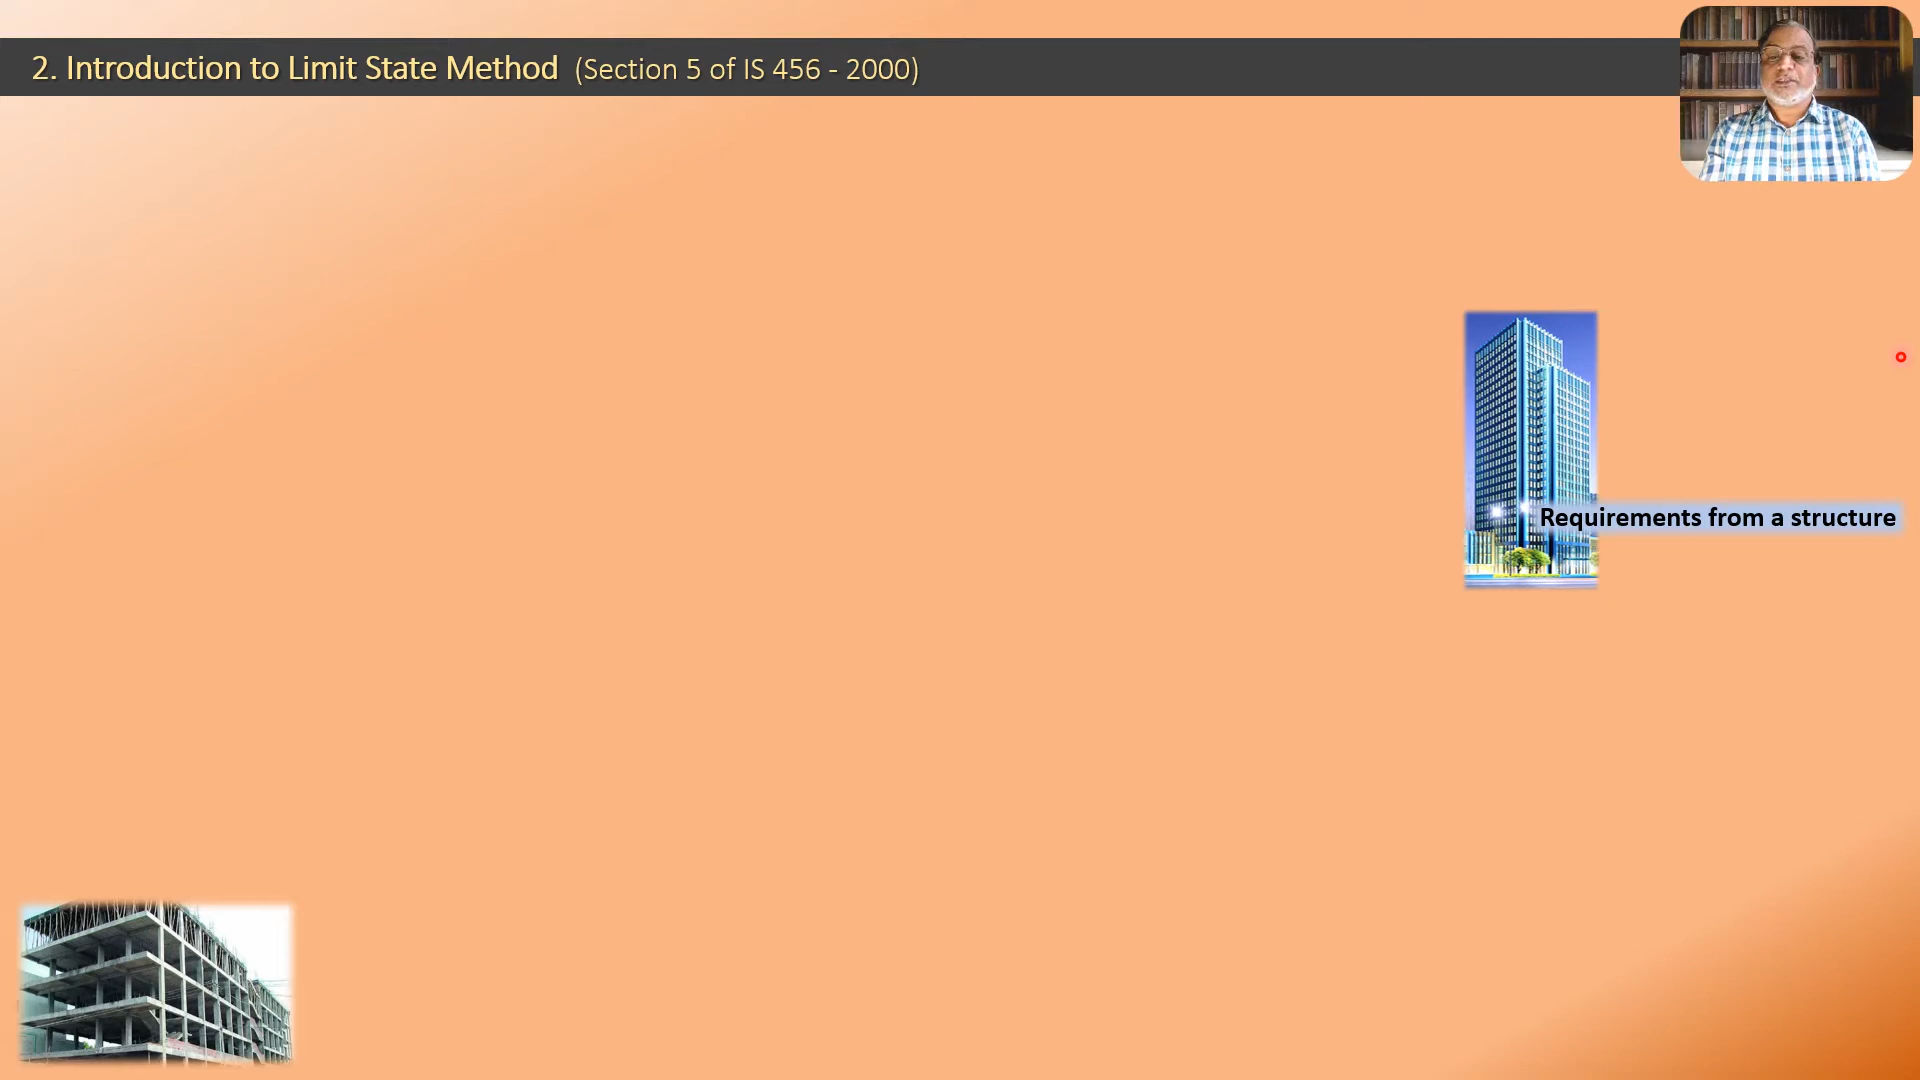 2. Introduction to Limit State Method (Section 5 of IS 456 - 2000)
Requirements from a structure